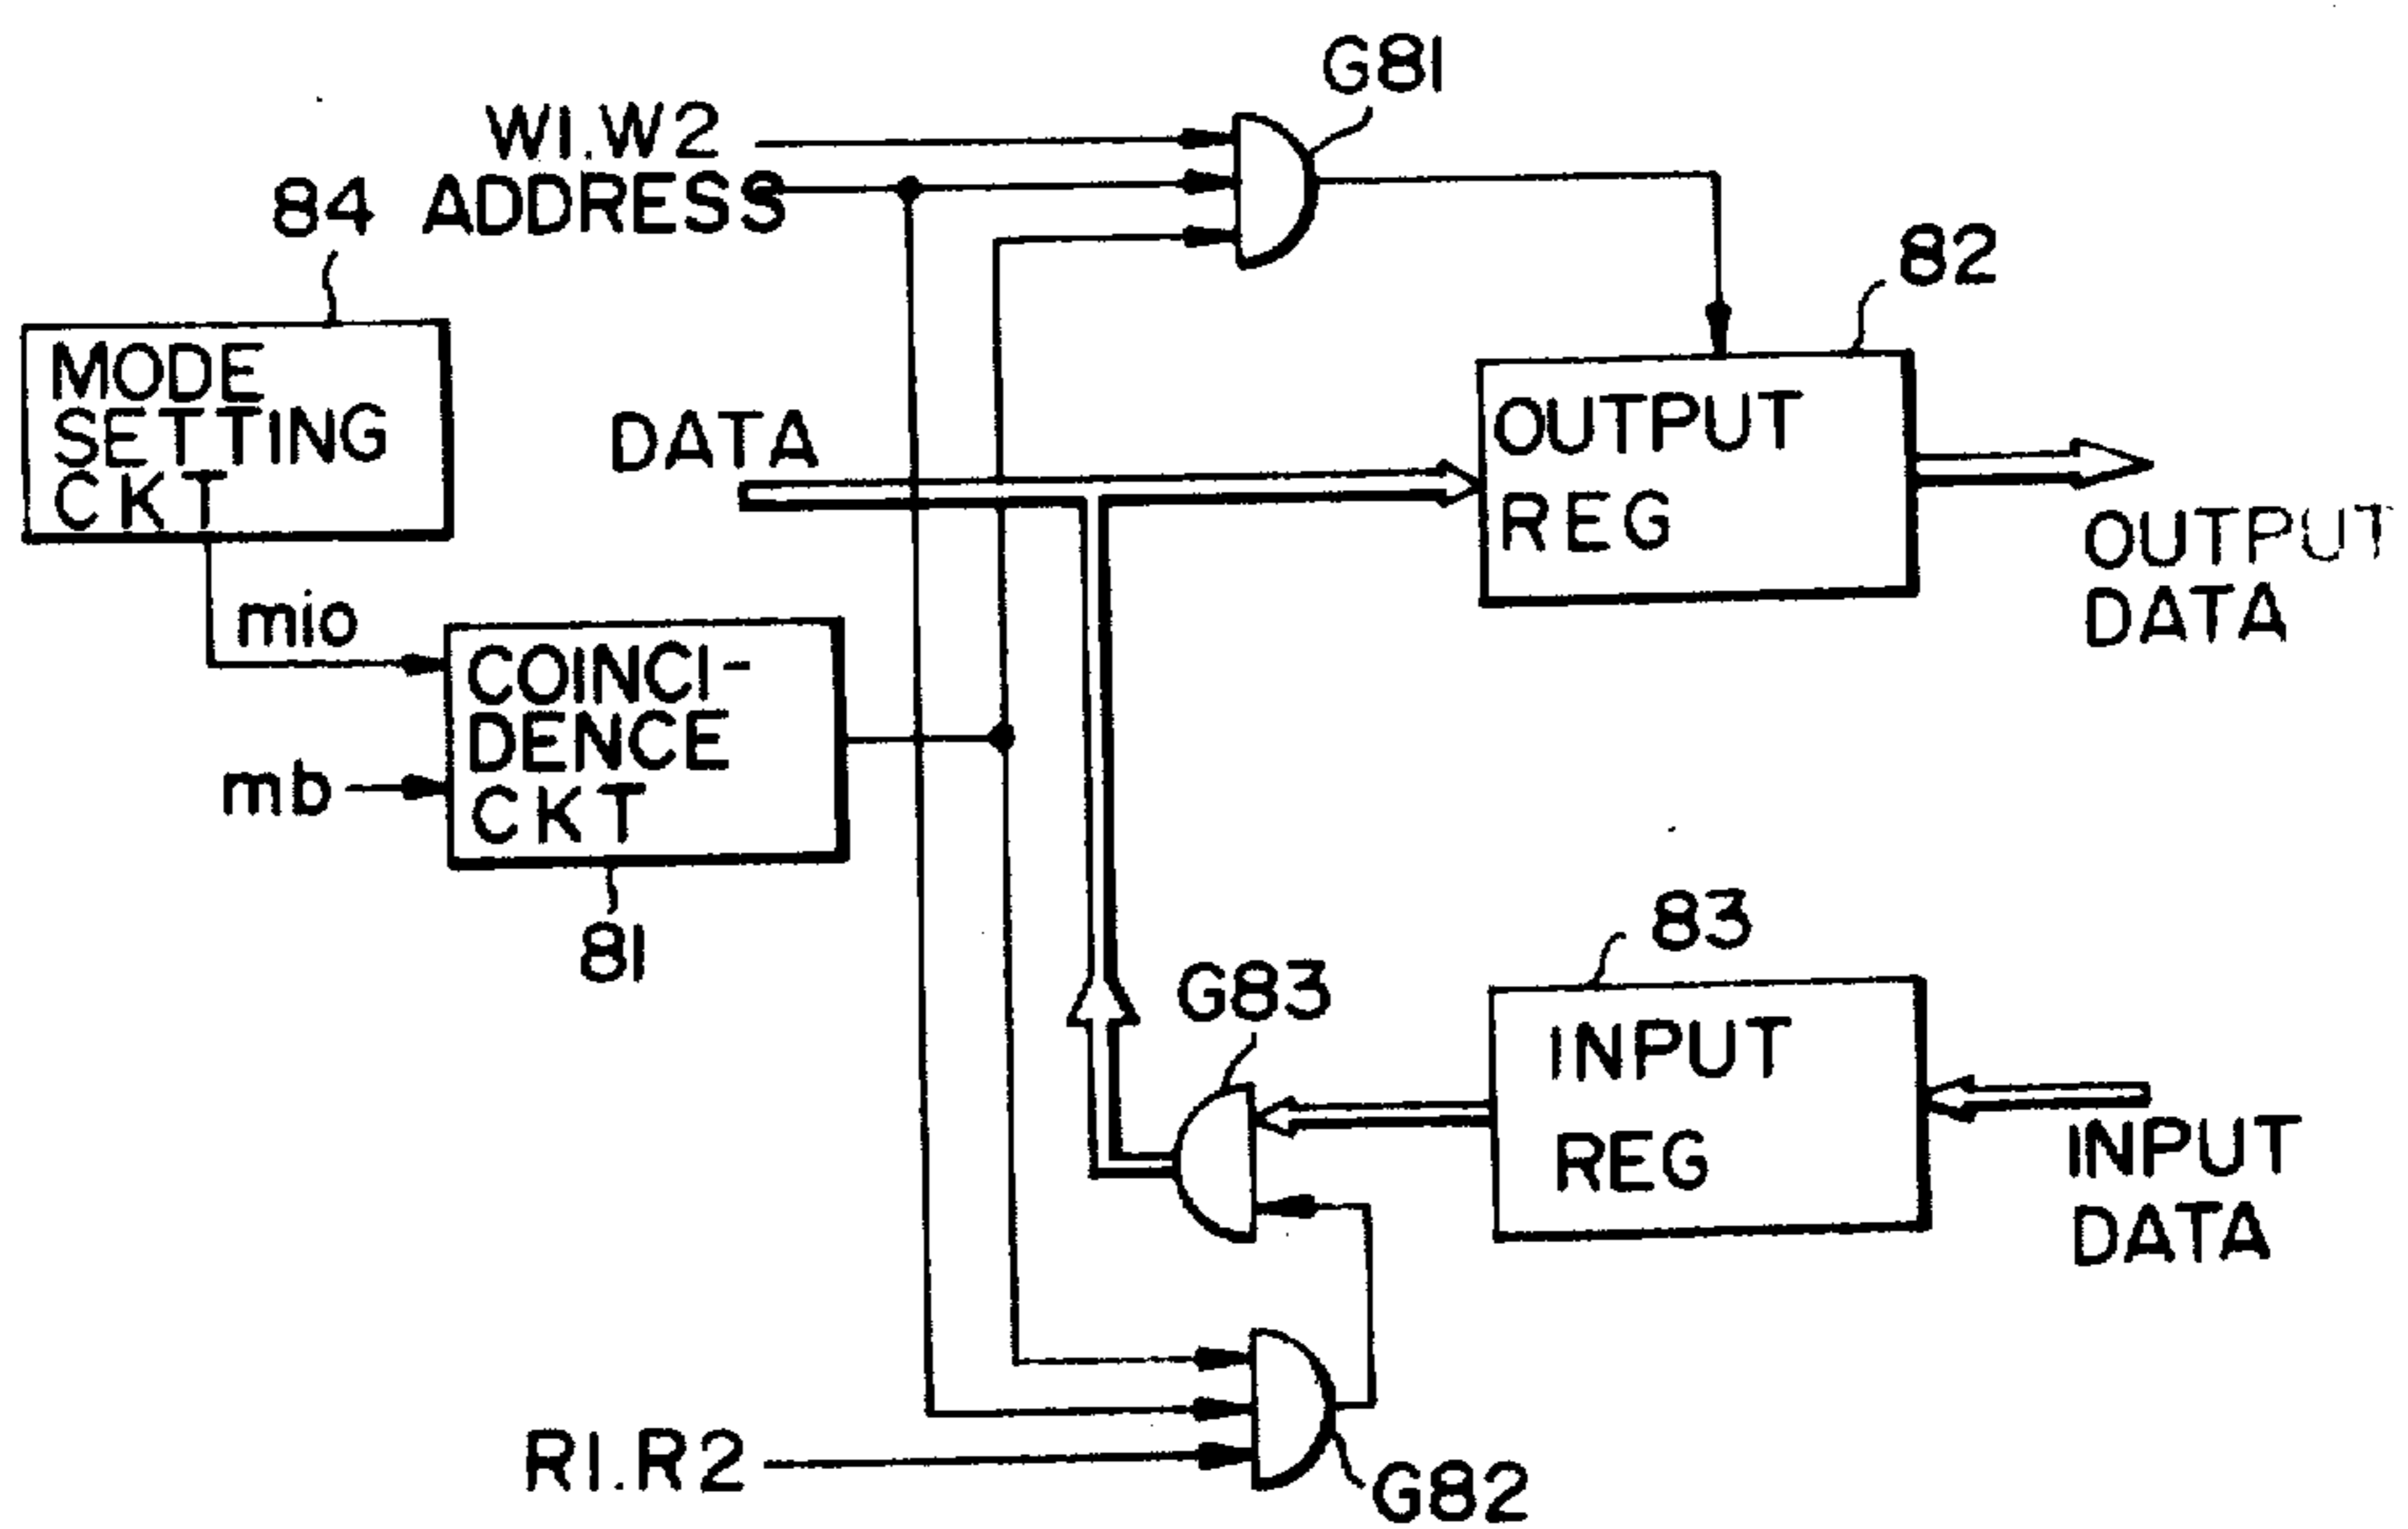 G81
W1.W2
84 ADDRESS
82
MODE
SETTING
CKT
DATA
OUTPUT
REG
OUTPUT
DATA
mio
COINCI-
DENCE
CKT
mb
81
83
G83
INPUT
REG
INPUT
DATA
R1.R2
G82